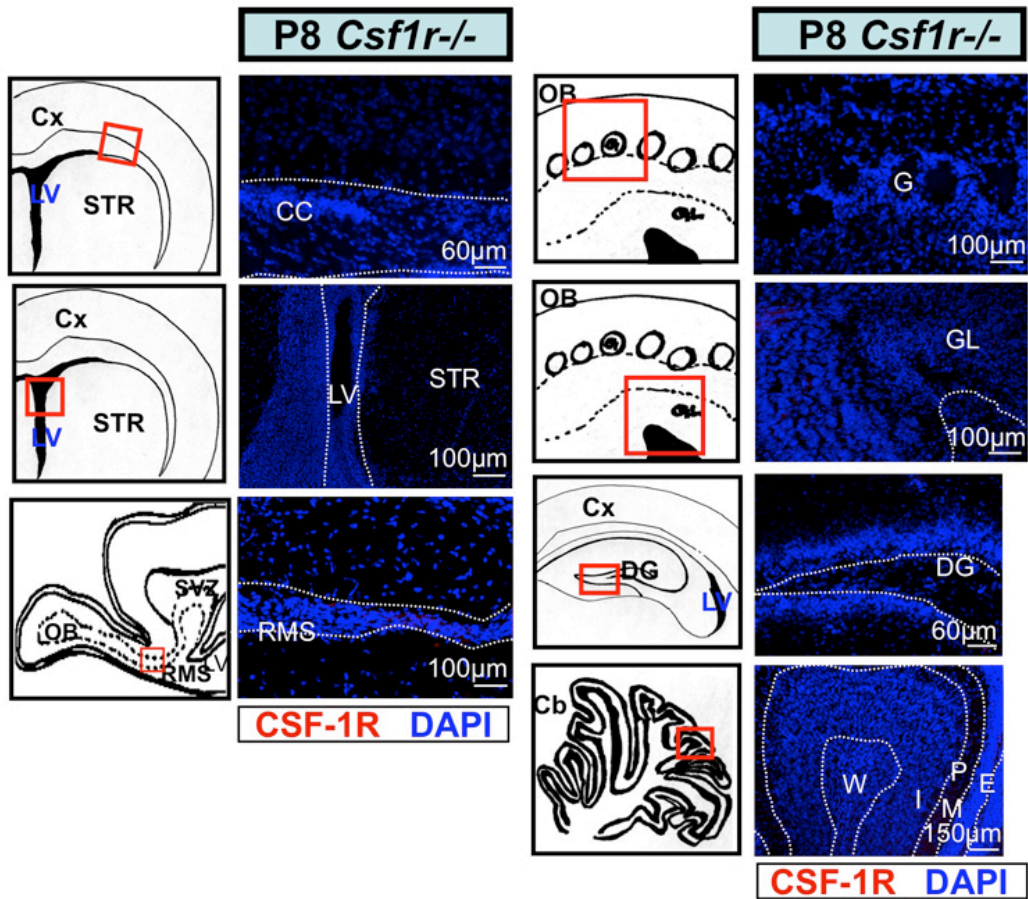 P8 Csf1r-/-
Cx
LV
STR
CC
60µm
Cx
LV
STR
LV
STR
100µm
OB
RMS
LV
RMS
100µm
CSF-1R DAPI
P8 Csf1r-/-
OB
G
100µm
OB
GL
100µm
Cx
DG
LV
DG
60µm
Cb
W
I
P
M
E
150µm
CSF-1R DAPI